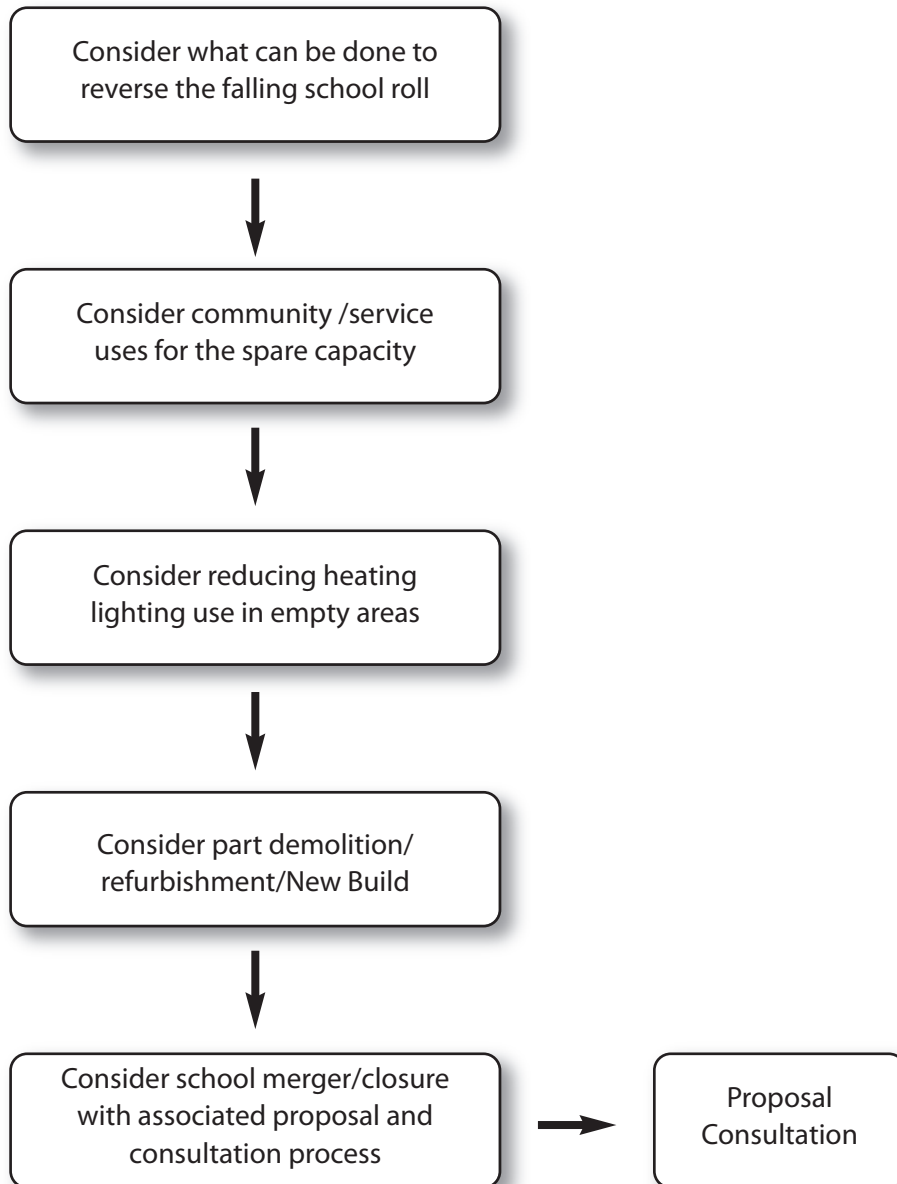 Consider what can be done to
reverse the falling school roll
Consider community /service
uses for the spare capacity
Consider reducing heating
lighting use in empty areas
Consider part demolition/
refurbishment/New Build
Consider school merger/closure
with associated proposal and
consultation process
Proposal
Consultation